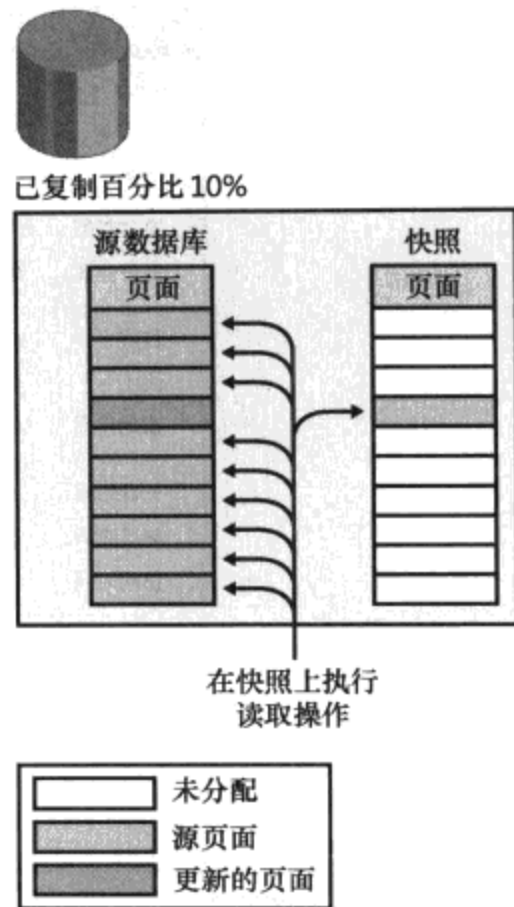 已复制百分比 10%
源数据库
快照
页面
页面
在快照上执行
读取操作
未分配
源页面
更新的页面